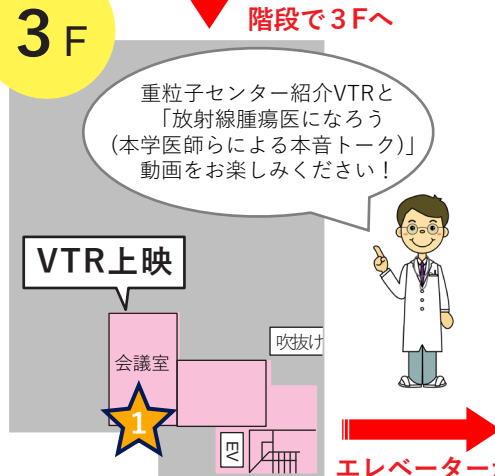 3F
階段で3Fへ
重粒子センター紹介VTRと
「放射線腫瘍医になろう
(本学医師らによる本音トーク)」
動画をお楽しみください！
VTR上映
吹抜け
会議室
1
EV
エレベーター